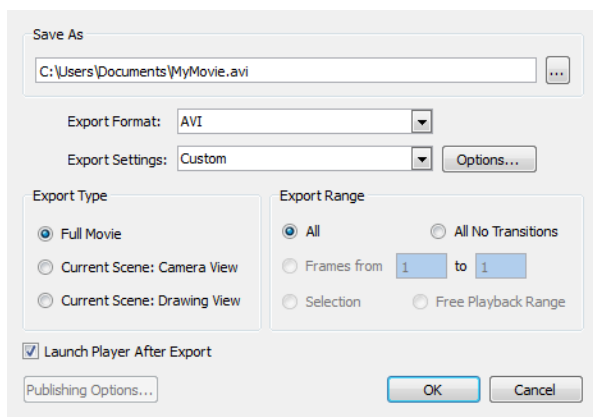 Save As
C:\Users\Documents\MyMovie.avi
...
Export Format: AVI
Export Settings: Custom Options...
Export Type Export Range
Full Movie All All No Transitions
Current Scene: Camera View Frames from 1 to 1
Current Scene: Drawing View Selection Free Playback Range
Launch Player After Export
Publishing Options... OK Cancel